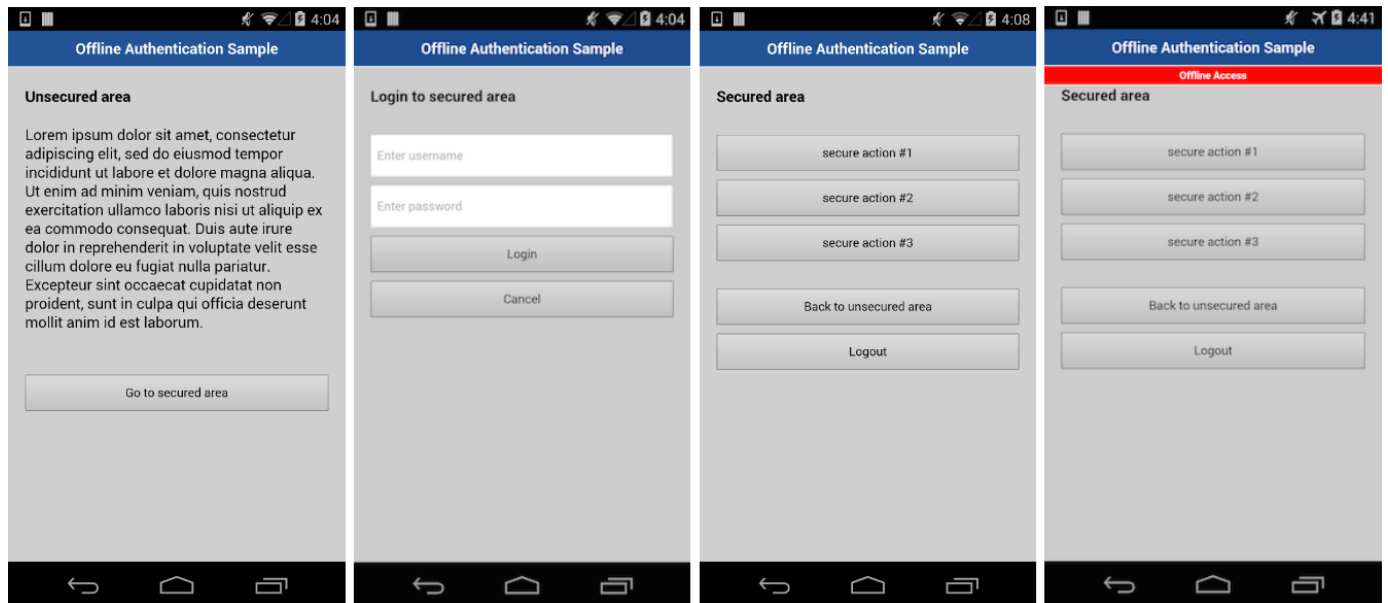 4:04
Offline Authentication Sample
Unsecured area
Lorem ipsum dolor sit amet, consectetur
adipiscing elit, sed do eiusmod tempor
incididunt ut labore et dolore magna aliqua.
Ut enim ad minim veniam, quis nostrud
exercitation ullamco laboris nisi ut aliquip ex
ea commodo consequat. Duis aute irure
dolor in reprehenderit in voluptate velit esse
cillum dolore eu fugiat nulla pariatur.
Excepteur sint occaecat cupidatat non
proident, sunt in culpa qui officia deserunt
mollit anim id est laborum.
Go to secured area
4:04
Offline Authentication Sample
Login to secured area
Enter username
Enter password
Login
Cancel
4:08
Offline Authentication Sample
Secured area
secure action #1
secure action #2
secure action #3
Back to unsecured area
Logout
4:41
Offline Authentication Sample
Offline Access
Secured area
secure action #1
secure action #2
secure action #3
Back to unsecured area
Logout